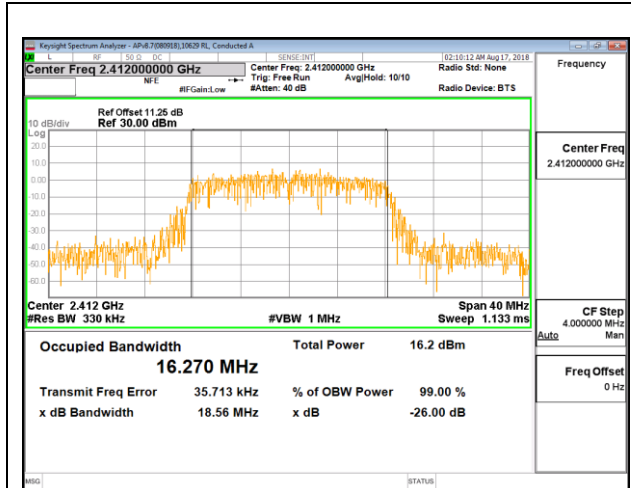 Keysight Spectrum Analyzer - APv8.7(080918),10629 RL, Conducted A
L RF 50 Ω DC SENSE:INT 02:10:12 AM Aug 17, 2018
Center Freq 2.412000000 GHz Center Freq: 2.412000000 GHz Radio Std: None
NFE Trig: Free Run Avg|Hold: 10/10
#IFGain:Low #Atten: 40 dB Radio Device: BTS
Frequency
Ref Offset 11.25 dB
10 dB/div Ref 30.00 dBm
Log
20.0
10.0
0.00
-10.0
-20.0
-30.0
-40.0
-50.0
-60.0
Center 2.412 GHz Span 40 MHz
#Res BW 330 kHz #VBW 1 MHz Sweep 1.133 ms
Occupied Bandwidth Total Power 16.2 dBm
16.270 MHz
Transmit Freq Error 35.713 kHz % of OBW Power 99.00 %
x dB Bandwidth 18.56 MHz x dB -26.00 dB
Center Freq
2.412000000 GHz
CF Step
4.000000 MHz
Auto Man
Freq Offset
0 Hz
MSG STATUS